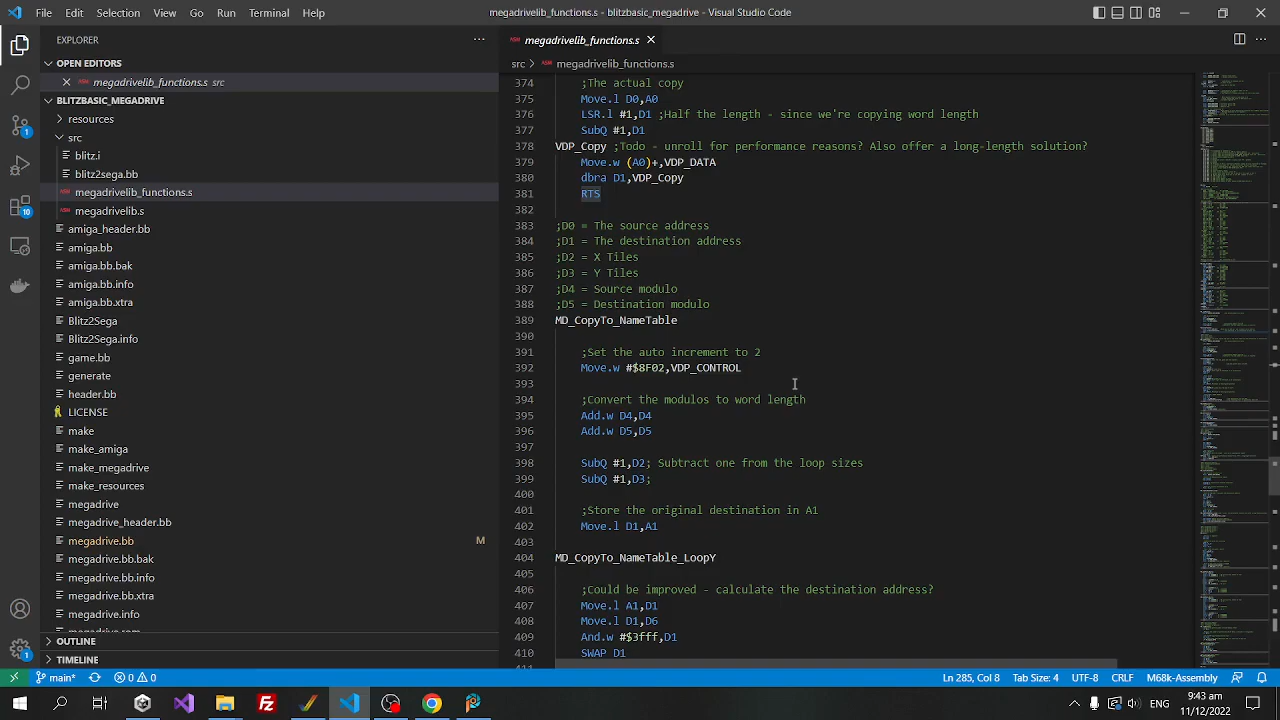 File Edit Selection View Go Run Terminal Help
megadrivelib_functions.s - blitzbasic_megadrive - Visual Studio Code
EXPLORER
OPEN EDITORS
megadrivelib_functions.s src
BLITZBASIC_MEGADRIVE
resources
src
blitz.i
megadrivelib_functions.s
megadrivelib.s
amiga_header.bb
amiga.bb
amiga.bb.bak
amiga.bb.info
amiga.bb.xtra
Blitz2Sega
Blitz2Sega.info
game.bb
generated.bb
header.bb
LICENSE
make
make_amiga
make_megadrive
make_resources
megadrive
megadrive_header.bb
megadrive.bb M
megadrive.bb.bak
megadrive.bb.info
megadrive.bb.xtra
megadrive.info
megadrive.rom
OUTLINE
TIMELINE
megadrivelib_functions.s
src > megadrivelib_functions.s
374 ;The actual copy
375 Move.l D0,A0
376 LSR.l #1,D1 ;Half the length, since we're copying word length
377 SubQ #1,D1
378 VDP_Copy ;Todo - unroll for performance reasons? Also offer a long-length solution?
379 Move.w (A0)+,VDP_DATA
380 dbra D1,VDP_Copy
381 RTS
382
383 ;D0 = The source address
384 ;D1 = The destination address
385 ;D2 = X tiles
386 ;D3 = Y tiles
387 ;D4 = Source modulo
388 ;D5 = Destination modulo
389 MD_CopyTo_NameTable
390
391 ;Set the auto increment to 2
392 Move.w #$8F02,VDP_CONTROL
393
394 ;Convert the modulos to word length
395 Add.w D4,D4
396 Add.w D5,D5
397
398 SubQ #1,D2; Subtract one from the loop sizes
399 SubQ #1,D3;
400
401 ;Store the original destination in A1
402 Move.l D1,A1
403
404 MD_CopyTo_NameTable_LoopY
405
406 ;Could be improved - calculate the destination address?
407 Move.l A1,D1
408 Move.l D1,D6
409 And.w #$3fff,D1
410 SWAP D1
411
main* 0 0
Ln 285, Col 8 Tab Size: 4 UTF-8 CRLF M68k-Assembly
9:43 am
ENG
11/12/2022